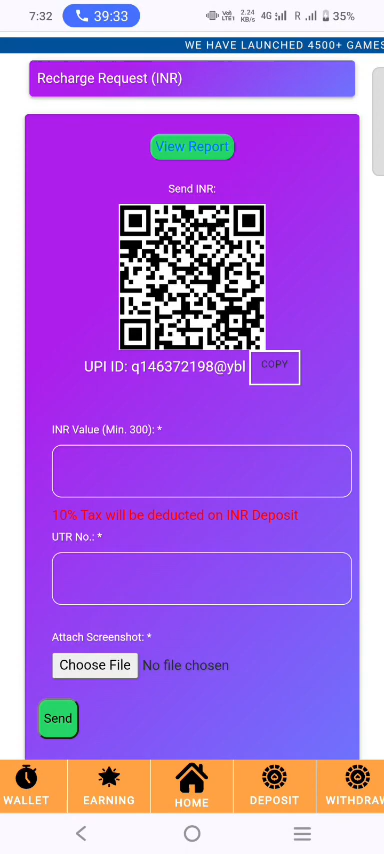 7:32 39:33 Vo5 LTE1 2.24 KB/s 4G R 35%
WE HAVE LAUNCHED 4500+ GAMES
Recharge Request (INR)
View Report
Send INR:
UPI ID: q146372198@ybl COPY
INR Value (Min. 300): *
10% Tax will be deducted on INR Deposit
UTR No.: *
Attach Screenshot: *
Choose File No file chosen
Send
WALLET EARNING HOME DEPOSIT WITHDRAW